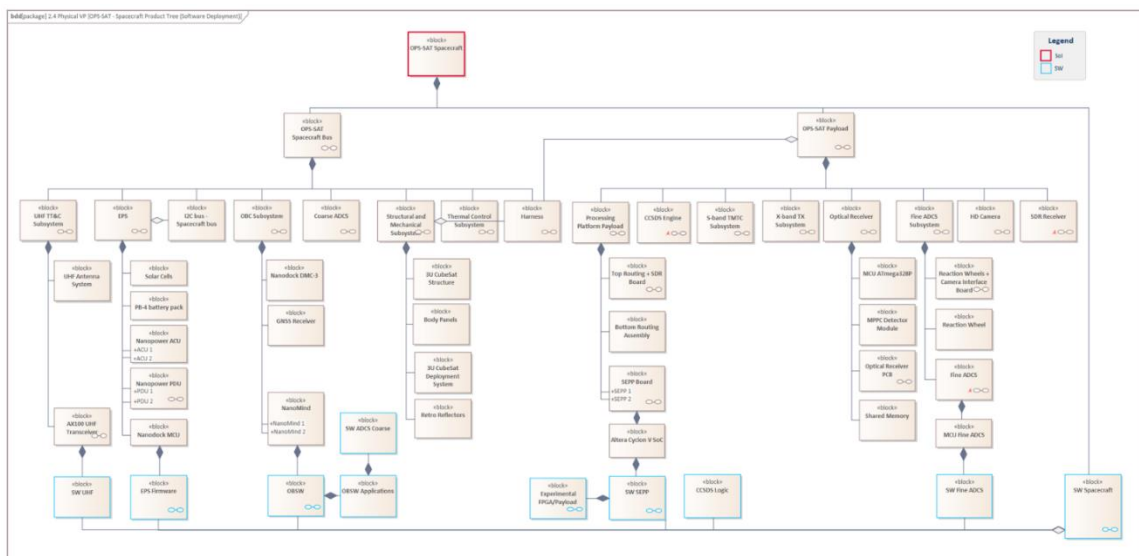 bdd[package] 2.4 Physical VP [OPS-SAT - Spacecraft Product Tree (Software Deployment)]
Legend
SoI
SW
«block»
OPS-SAT Spacecraft
«block»
OPS-SAT
Spacecraft Bus
«block»
OPS-SAT Payload
«block»
UHF TT&C
Subsystem
«block»
EPS
«block»
I2C bus -
Spacecraft bus
«block»
OBC Subsystem
«block»
Coarse ADCS
«block»
Structural and
Mechanical
Subsystem
«block»
Thermal Control
Subsystem
«block»
Harness
«block»
Processing
Platform Payload
«block»
CCSDS Engine
«block»
S-band TMTC
Subsystem
«block»
X-band TX
Subsystem
«block»
Optical Receiver
«block»
Fine ADCS
Subsystem
«block»
HD Camera
«block»
SDR Receiver
«block»
UHF Antenna
System
«block»
Solar Cells
«block»
P8-4 battery pack
«block»
Nanopower ACU
+ACU 1
+ACU 2
«block»
Nanopower PDU
+PDU 1
+PDU 2
«block»
AX100 UHF
Transceiver
«block»
Nanodock MCU
«block»
Nanodock DMC-3
«block»
GNSS Receiver
«block»
NanoMind
+NanoMind 1
+NanoMind 2
«block»
3U CubeSat
Structure
«block»
Body Panels
«block»
3U CubeSat
Deployment
System
«block»
Retro Reflectors
«block»
Top Routing + SDR
Board
«block»
Bottom Routing
Assembly
«block»
SEPP Board
+SEPP 1
+SEPP 2
«block»
Altera Cyclon V SoC
«block»
MCU ATmega328P
«block»
MPPC Detector
Module
«block»
Optical Receiver
PCB
«block»
Shared Memory
«block»
Reaction Wheels +
Camera Interface
Board
«block»
Reaction Wheel
«block»
Fine ADCS
«block»
MCU Fine ADCS
«block»
SW ADCS Coarse
«block»
SW UHF
«block»
EPS Firmware
«block»
OBSW
«block»
OBSW Applications
«block»
Experimental
FPGA/Payload
«block»
SW SEPP
«block»
CCSDS Logic
«block»
SW Fine ADCS
«block»
SW Spacecraft